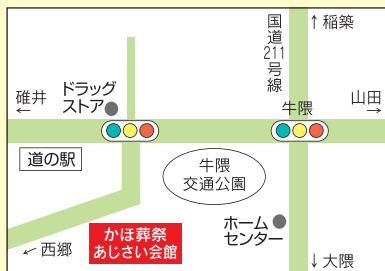 国道211号線
↑稲築
ドラッグ
ストア
碓井
←
牛隈
山田
→
道の駅
牛隈
交通公園
かほ葬祭
あじさい会館
ホーム
センター
←西郷
↓大隈